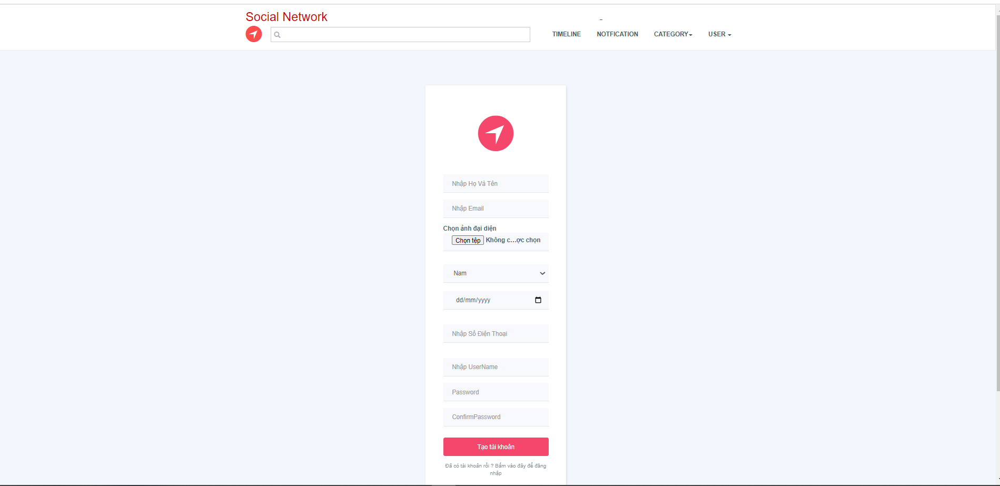 Social Network
TIMELINE NOTFICATION CATEGORY USER
Nhập Họ Và Tên
Nhập Email
Chọn ảnh đại diện
Chọn tệp Không c...ợc chọn
Nam
dd/mm/yyyy
Nhập Số Điện Thoại
Nhập UserName
Password
ConfirmPassword
Tạo tài khoản
Đã có tài khoản rồi ? Bấm vào đây để đăng
nhập